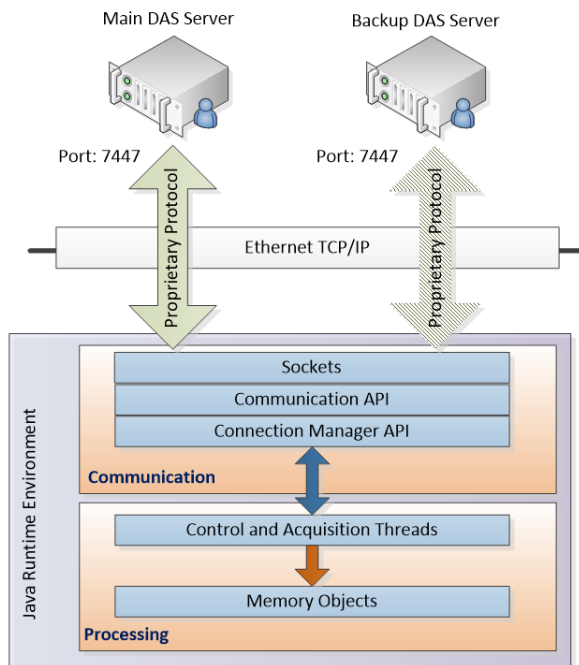 Main DAS Server
Backup DAS Server
Port: 7447
Port: 7447
Proprietary Protocol
Proprietary Protocol
Ethernet TCP/IP
Java Runtime Environment
Sockets
Communication API
Connection Manager API
Communication
Control and Acquisition Threads
Memory Objects
Processing